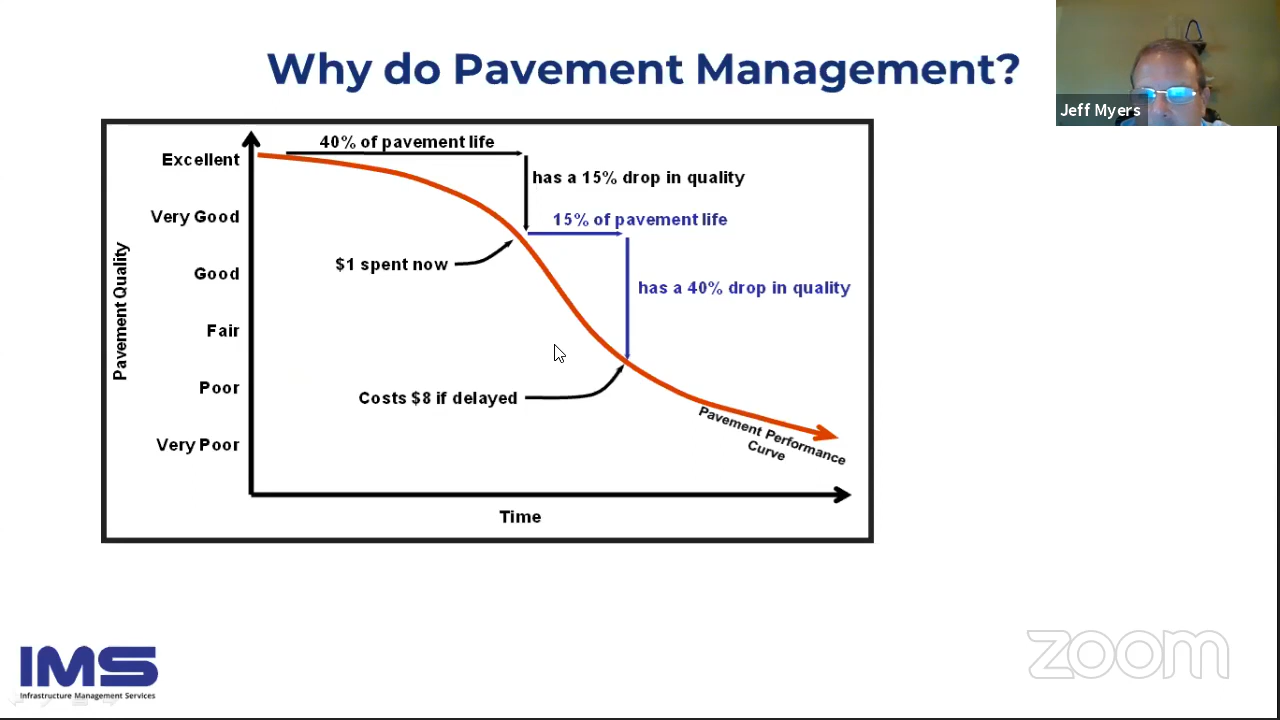 Why do Pavement Management?
Jeff Myers
40% of pavement life
Excellent
has a 15% drop in quality
Very Good
15% of pavement life
$1 spent now
Good
has a 40% drop in quality
Pavement Quality
Fair
Poor
Costs $8 if delayed
Pavement Performance
Curve
Very Poor
Time
IMS
Infrastructure Management Services
zoom